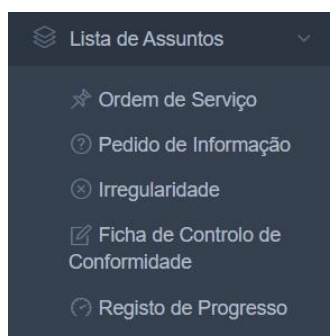 Lista de Assuntos
Ordem de Serviço
Pedido de Informação
Irregularidade
Ficha de Controlo de
Conformidade
Registo de Progresso